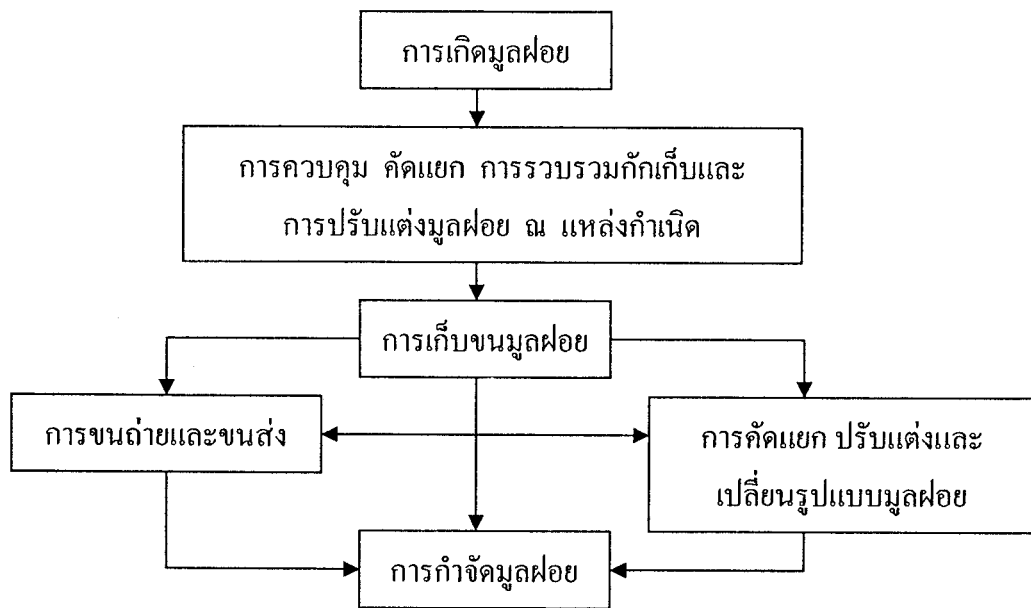 การเกิดมูลฝอย
การควบคุม คัดแยก การรวบรวมกักเก็บและ
การปรับแต่งมูลฝอย ณ แหล่งกำเนิด
การเก็บขนมูลฝอย
การขนถ่ายและขนส่ง
การคัดแยก ปรับแต่งและ
เปลี่ยนรูปแบบมูลฝอย
การกำจัดมูลฝอย